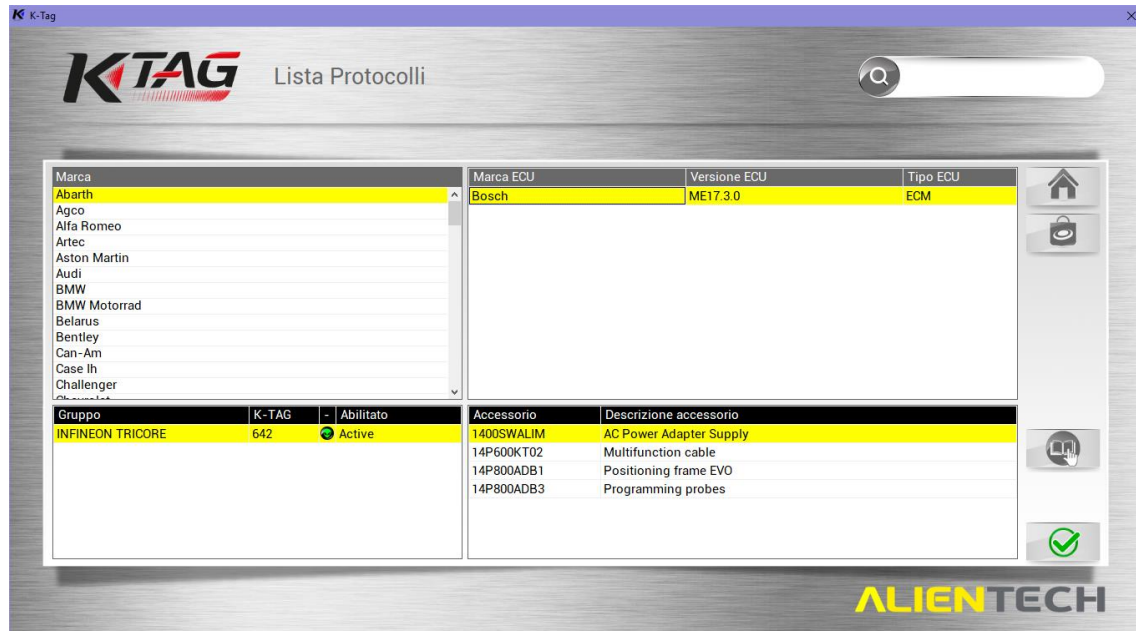 K K-Tag
KTAG
Lista Protocolli
Marca
Abarth
Agco
Alfa Romeo
Artec
Aston Martin
Audi
BMW
BMW Motorrad
Belarus
Bentley
Can-Am
Case Ih
Challenger
Marca ECU Versione ECU Tipo ECU
Bosch ME17.3.0 ECM
Gruppo K-TAG - Abilitato
INFINEON TRICORE 642 Active
Accessorio Descrizione accessorio
1400SWALIM AC Power Adapter Supply
14P600KT02 Multifunction cable
14P800ADB1 Positioning frame EVO
14P800ADB3 Programming probes
ALIENTECH